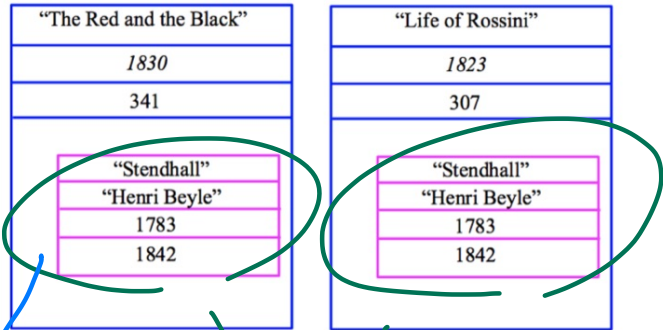 “The Red and the Black”
1830
341
“Stendhall”
“Henri Beyle”
1783
1842
“Life of Rossini”
1823
307
“Stendhall”
“Henri Beyle”
1783
1842